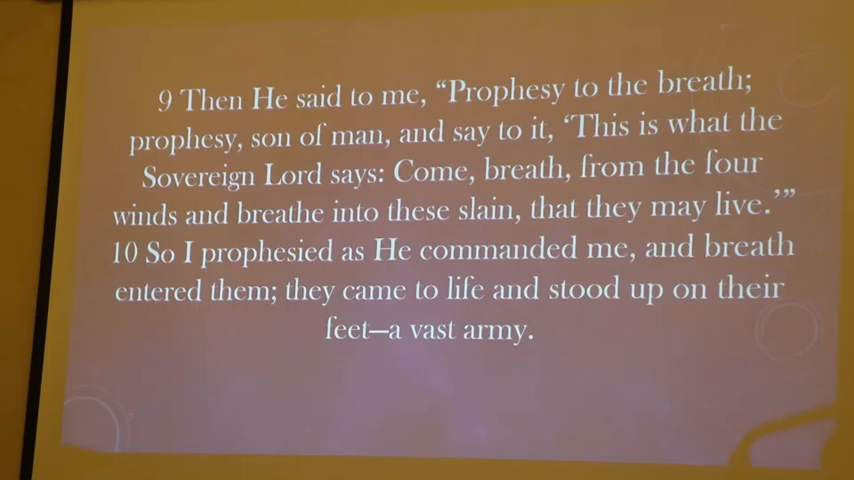 9 Then He said to me, “Prophesy to the breath;
prophesy, son of man, and say to it, ‘This is what the
Sovereign Lord says: Come, breath, from the four
winds and breathe into these slain, that they may live.’”
10 So I prophesied as He commanded me, and breath
entered them; they came to life and stood up on their
feet—a vast army.